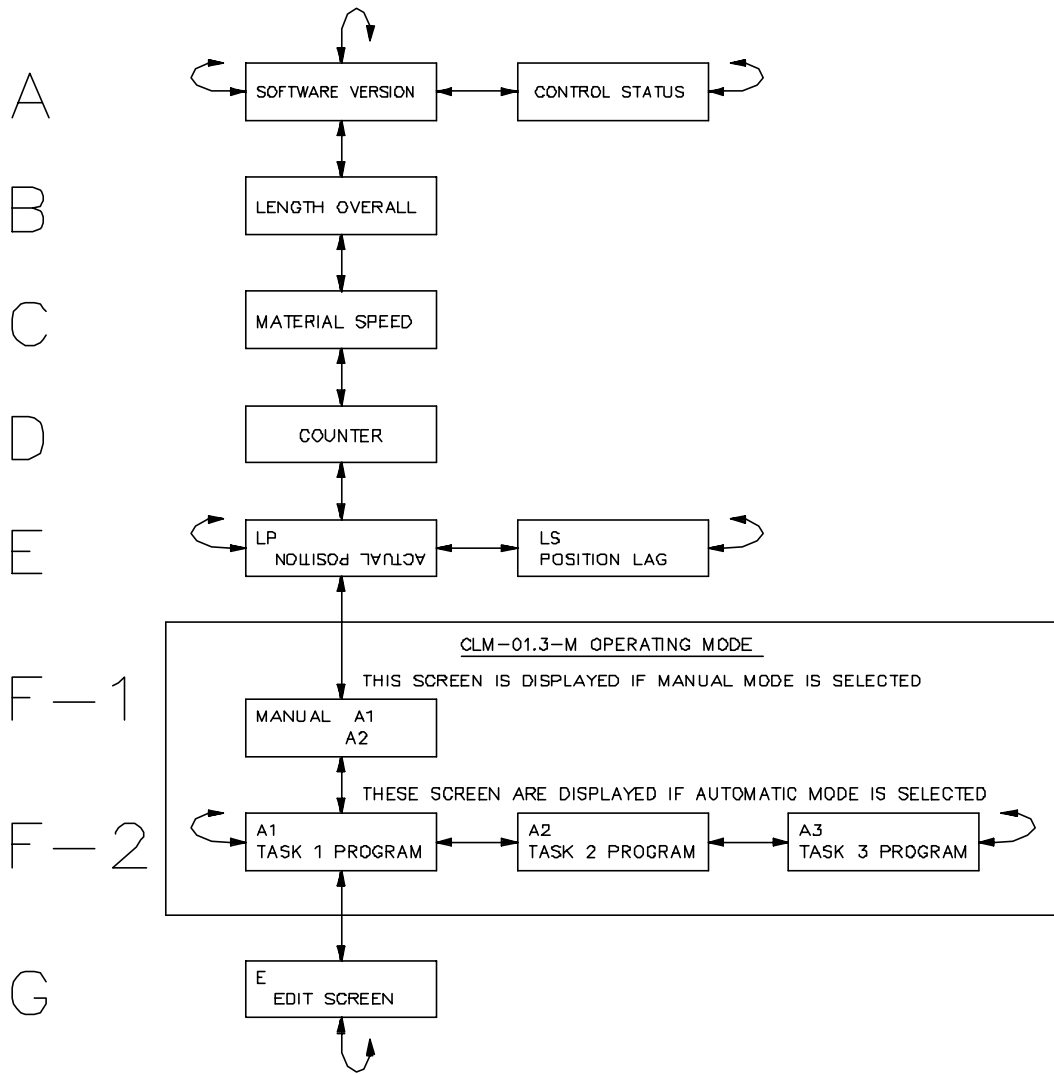 A
SOFTWARE VERSION
CONTROL STATUS
B
LENGTH OVERALL
C
MATERIAL SPEED
D
COUNTER
E
LP
ACTUAL POSITION
LS
POSITION LAG
CLM-01.3-M OPERATING MODE
F-1
THIS SCREEN IS DISPLAYED IF MANUAL MODE IS SELECTED
MANUAL A1
A2
THESE SCREEN ARE DISPLAYED IF AUTOMATIC MODE IS SELECTED
F-2
A1
TASK 1 PROGRAM
A2
TASK 2 PROGRAM
A3
TASK 3 PROGRAM
G
E
EDIT SCREEN